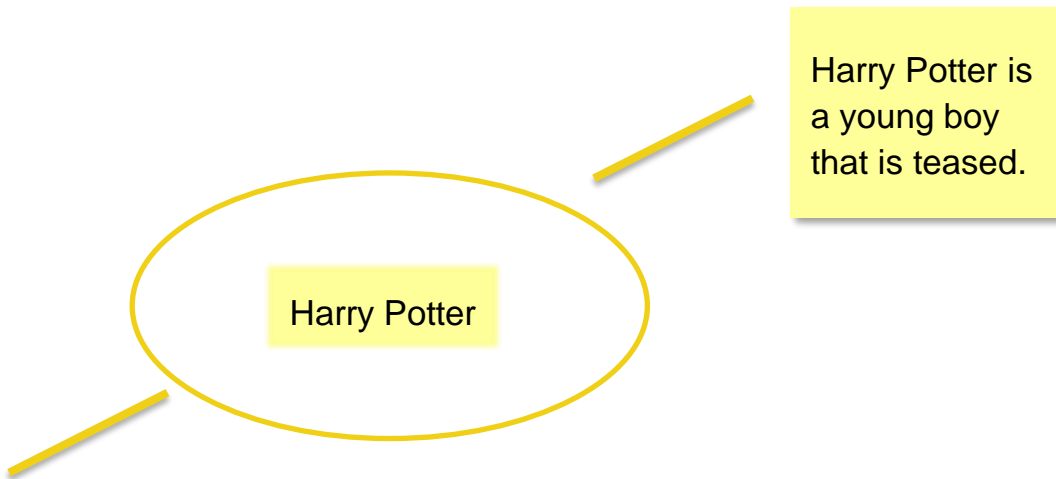 Harry Potter is
a young boy
that is teased.
Harry Potter